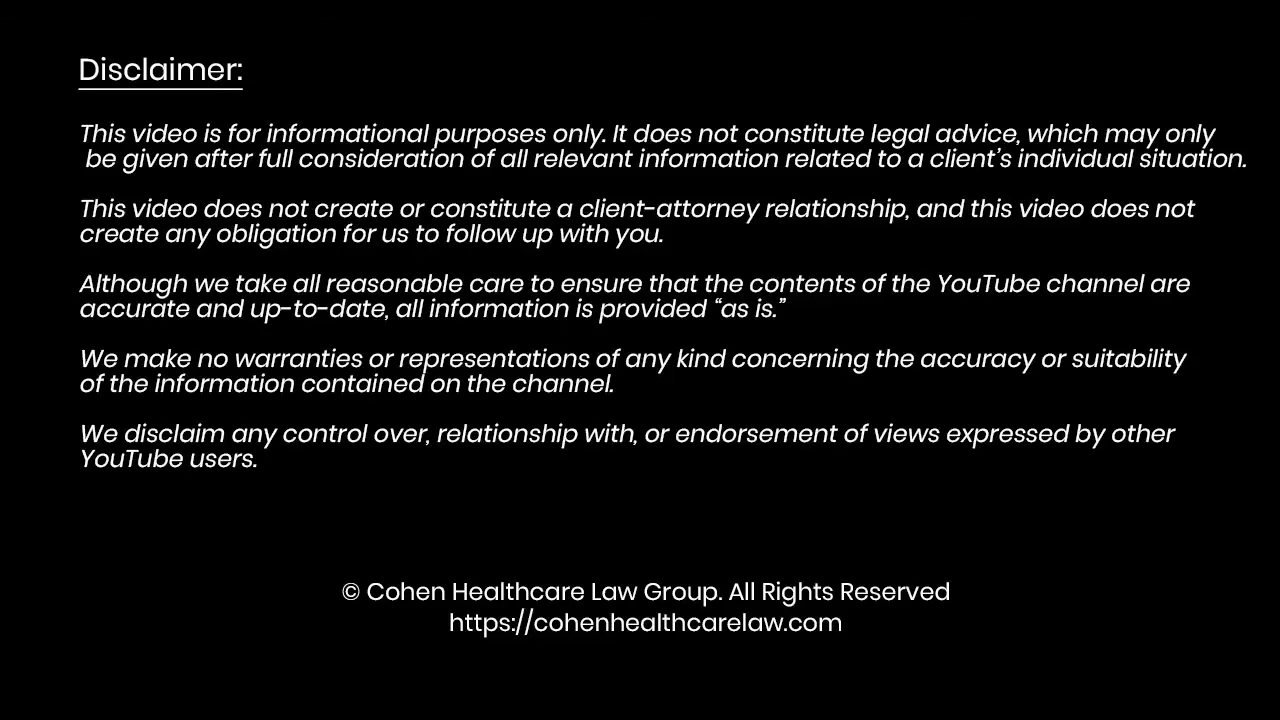 Disclaimer:
This video is for informational purposes only. It does not constitute legal advice, which may only
be given after full consideration of all relevant information related to a client’s individual situation.
This video does not create or constitute a client-attorney relationship, and this video does not
create any obligation for us to follow up with you.
Although we take all reasonable care to ensure that the contents of the YouTube channel are
accurate and up-to-date, all information is provided “as is.”
We make no warranties or representations of any kind concerning the accuracy or suitability
of the information contained on the channel.
We disclaim any control over, relationship with, or endorsement of views expressed by other
YouTube users.
© Cohen Healthcare Law Group. All Rights Reserved
https://cohenhealthcarelaw.com